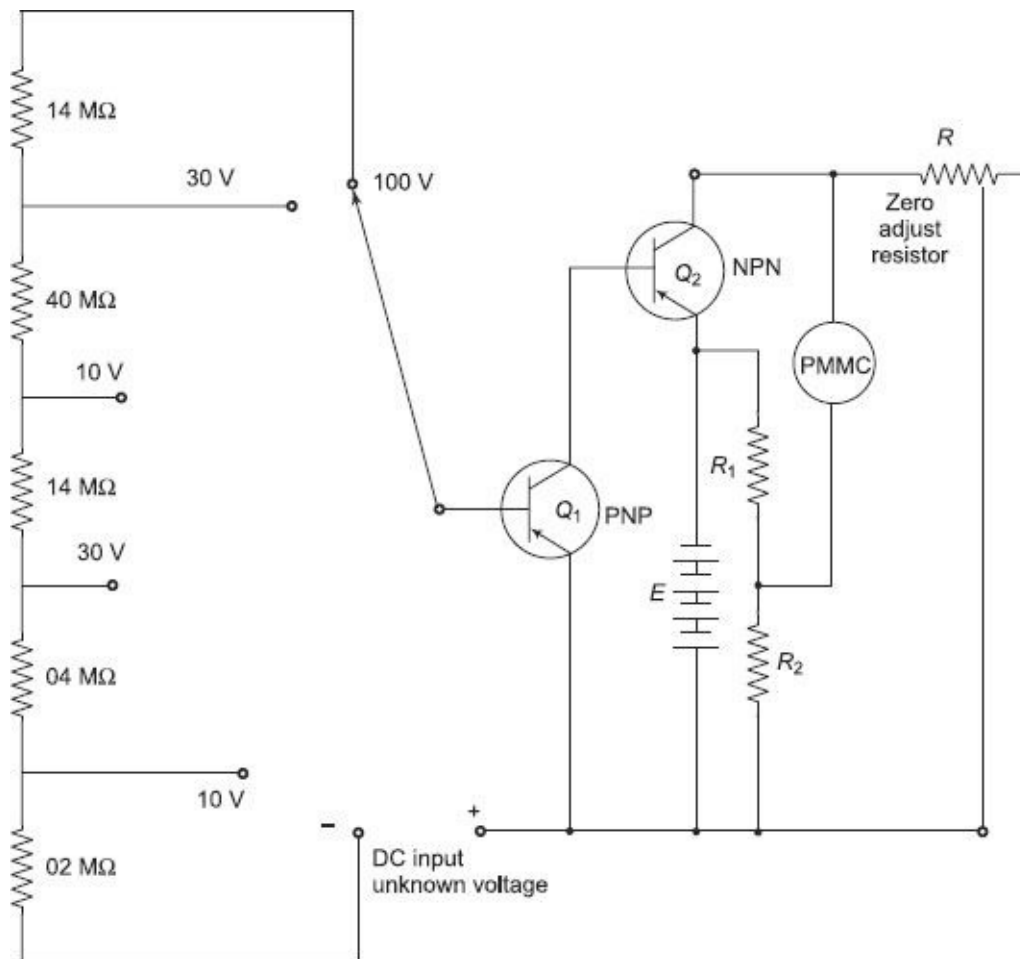 14 MΩ
30 V
100 V
R
Zero
adjust
resistor
Q2
NPN
40 MΩ
10 V
PMMC
R1
14 MΩ
Q1
PNP
30 V
E
04 MΩ
R2
10 V
–
+
DC input
unknown voltage
02 MΩ